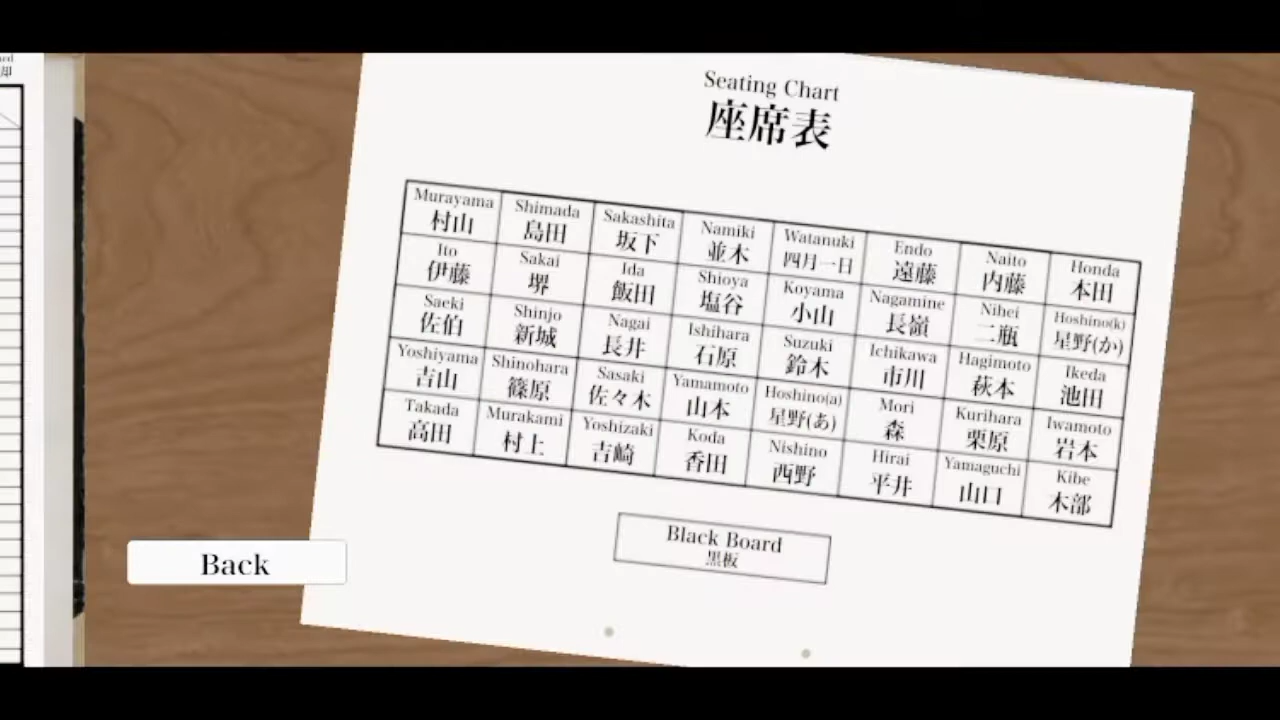 Seating Chart
座席表
Murayama Shimada Sakashita Namiki Watanuki Endo Naito Honda
村山 島田 坂下 並木 四月一日 遠藤 内藤 本田
Ito Sakai Ida Shioya Koyama Nagamine Nihei Hoshino(k)
伊藤 堺 飯田 塩谷 小山 長嶺 二瓶 星野(か)
Saeki Shinjo Nagai Ishihara Suzuki Ichikawa Hagimoto Ikeda
佐伯 新城 長井 石原 鈴木 市川 萩本 池田
Yoshiyama Shinohara Sasaki Yamamoto Hoshino(a) Mori Kurihara Iwamoto
吉山 篠原 佐々木 山本 星野(あ) 森 栗原 岩本
Takada Murakami Yoshizaki Koda Nishino Hirai Yamaguchi Kibe
高田 村上 吉崎 香田 西野 平井 山口 木部
Black Board
黒板
Back